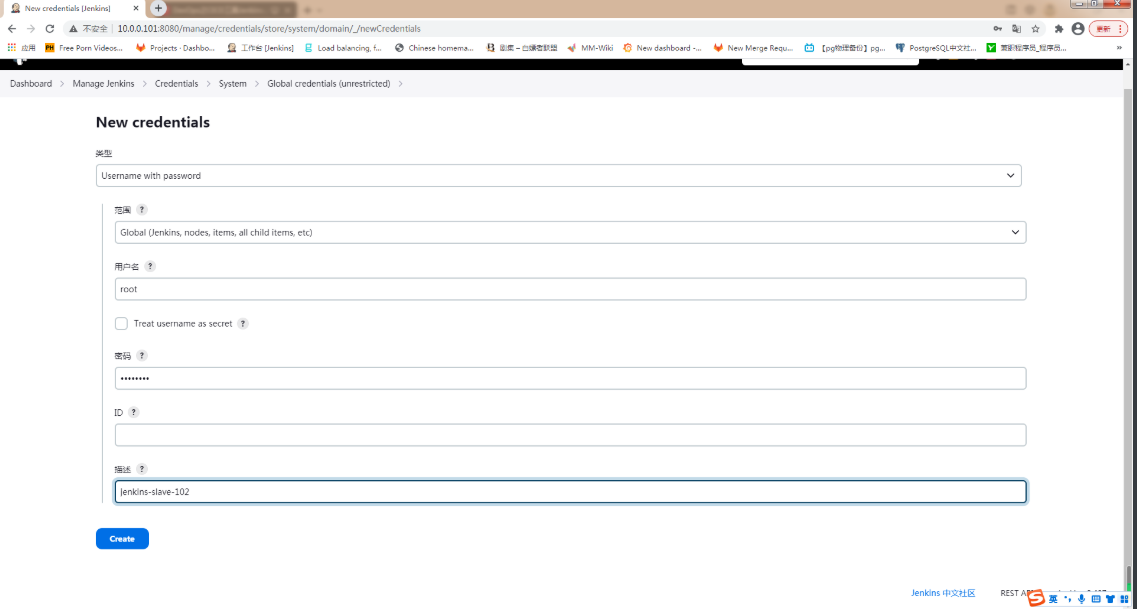 New credentials [Jenkins]
不安全 10.0.0.101:8080/manage/credentials/store/system/domain/_/newCredentials
更新
应用 Free Porn Videos... Projects · Dashbo... 工作台 [Jenkins] Load balancing, f... Chinese homema... MM-Wiki New dashboard -... New Merge Requ... 【pg物理备份】pg... PostgreSQL中文社...
Dashboard Manage Jenkins Credentials System Global credentials (unrestricted)
New credentials
类型
Username with password
范围 ?
Global (Jenkins, nodes, items, all child items, etc)
用户名 ?
root
Treat username as secret ?
密码 ?
••••••••
ID ?
描述 ?
jenkins-slave-102
Create
Jenkins 中文社区 REST AP
英